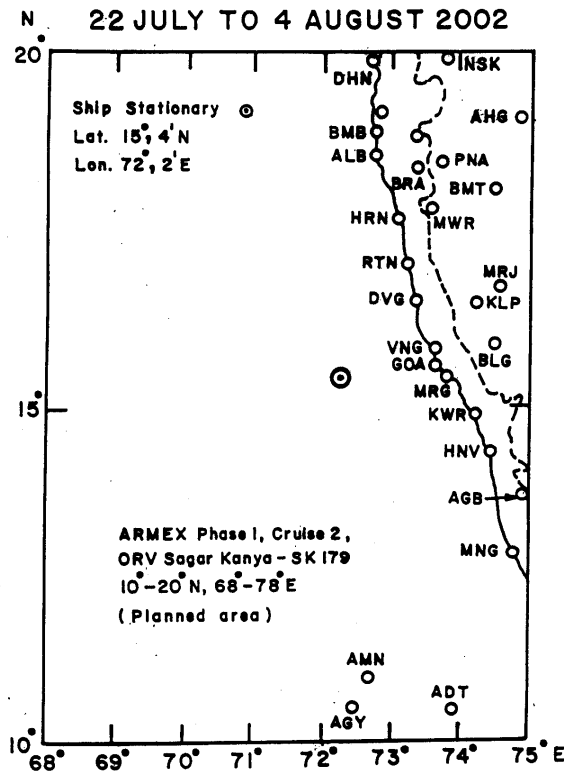 N 22 JULY TO 4 AUGUST 2002
20°
DHN
NSK
Ship Stationary
Lat. 15°, 4'N
Lon. 72°, 2'E
AHG
BMB
ALB
PNA
BRA
BMT
HRN
MWR
RTN
MRJ
DVG
KLP
VNG
GOA
BLG
MRG
15°
KWR
HNV
AGB
ARMEX Phase 1, Cruise 2,
ORV Sagar Kanya - SK 179
10°-20°N, 68°-78°E
(Planned area)
MNG
AMN
AGY
ADT
10°
68° 69° 70° 71° 72° 73° 74° 75°E